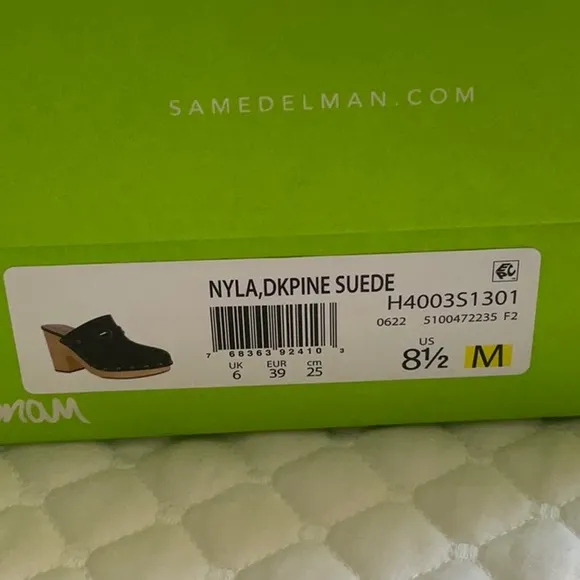 SAMEDELMAN.COM
NYLA,DKPINE SUEDE
H4003S1301
0622 5100472235 F2
7 68363 92410 3
UK EUR cm
6 39 25
US
8½ M